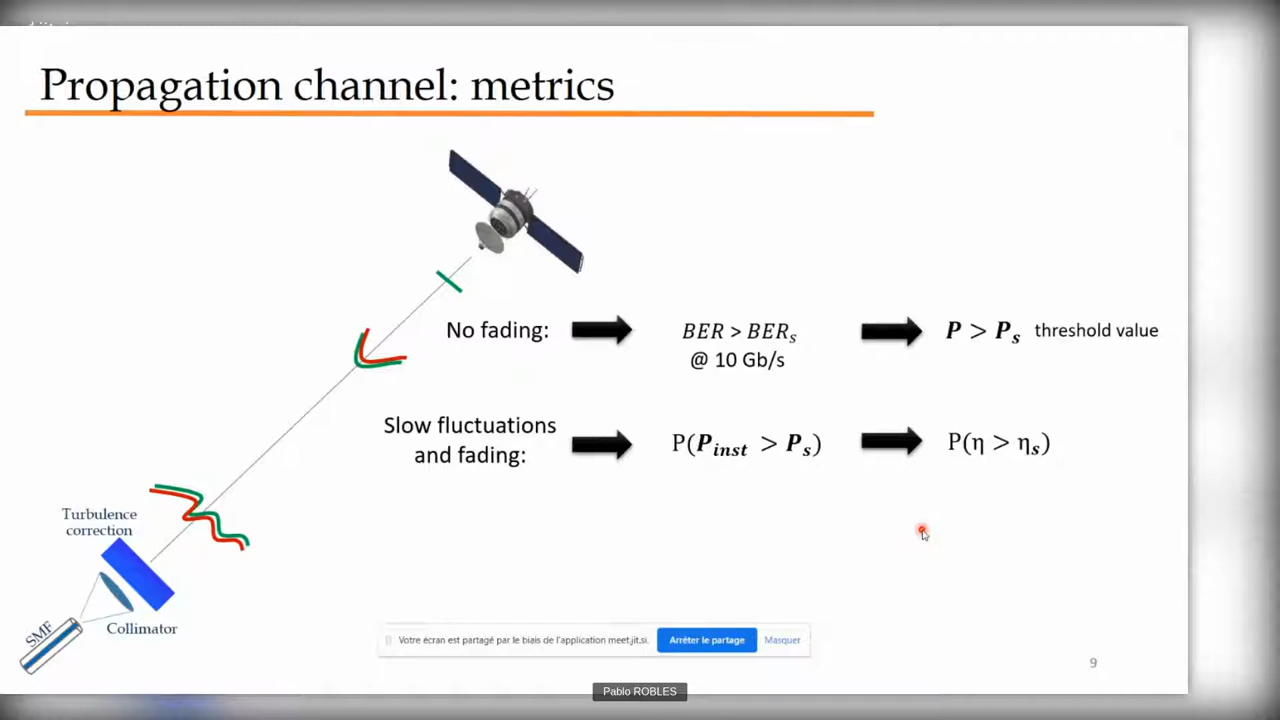 Propagation channel: metrics
No fading:
BER > BERₛ
@ 10 Gb/s
P > Pₛ threshold value
Slow fluctuations
and fading:
P(Pᵢₙₛₜ > Pₛ)
P(η > ηₛ)
Turbulence
correction
SMF
Collimator
Votre écran est partagé par le biais de l'application meet.jit.si.
Arrêter le partage
Masquer
9
Pablo ROBLES